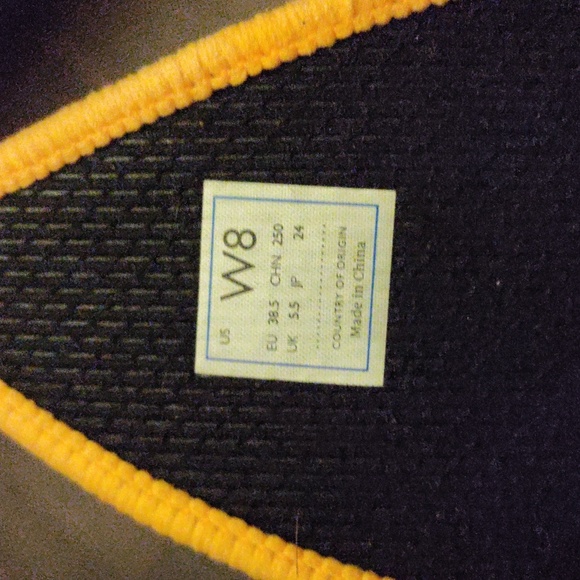 US W8
EU 38.5 CHN 250
UK 5.5 JP 24
COUNTRY OF ORIGIN
Made in China